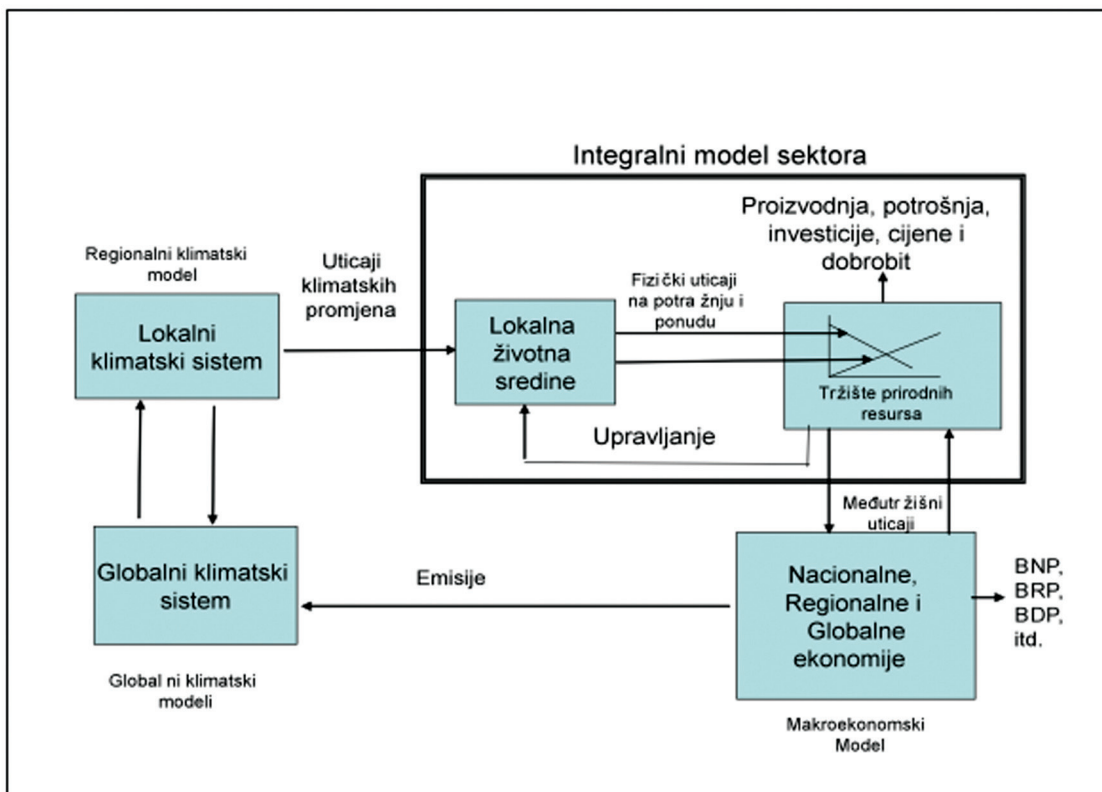 Integralni model sektora
Proizvodnja, potrošnja,
investicije, cijene i
dobrobit
Regionalni klimatski
model
Uticaji
klimatskih
promjena
Fizički uticaji
na potra žnju i
ponudu
Lokalni
klimatski sistem
Lokalna
životna
sredine
Tržište prirodnih
resursa
Upravljanje
Međutr žišni
uticaji
Globalni klimatski
sistem
Emisije
Nacionalne,
Regionalne i
Globalne
ekonomije
BNP,
BRP,
BDP,
itd.
Global ni klimatski
modeli
Makroekonomski
Model